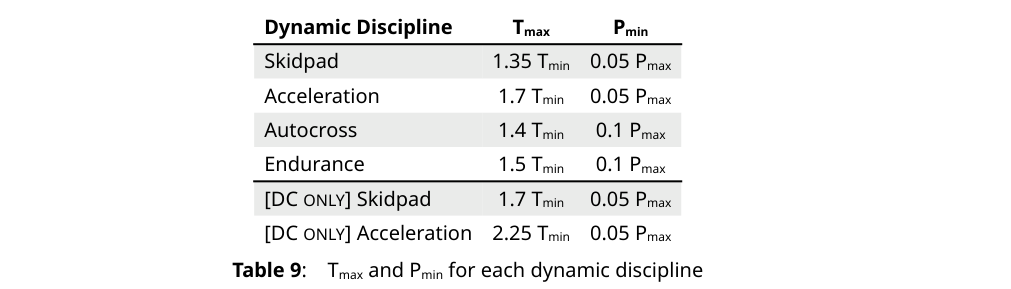 Dynamic Discipline Tmax Pmin
Skidpad 1.35 Tmin 0.05 Pmax
Acceleration 1.7 Tmin 0.05 Pmax
Autocross 1.4 Tmin 0.1 Pmax
Endurance 1.5 Tmin 0.1 Pmax
[DC ONLY] Skidpad 1.7 Tmin 0.05 Pmax
[DC ONLY] Acceleration 2.25 Tmin 0.05 Pmax
Table 9: Tmax and Pmin for each dynamic discipline